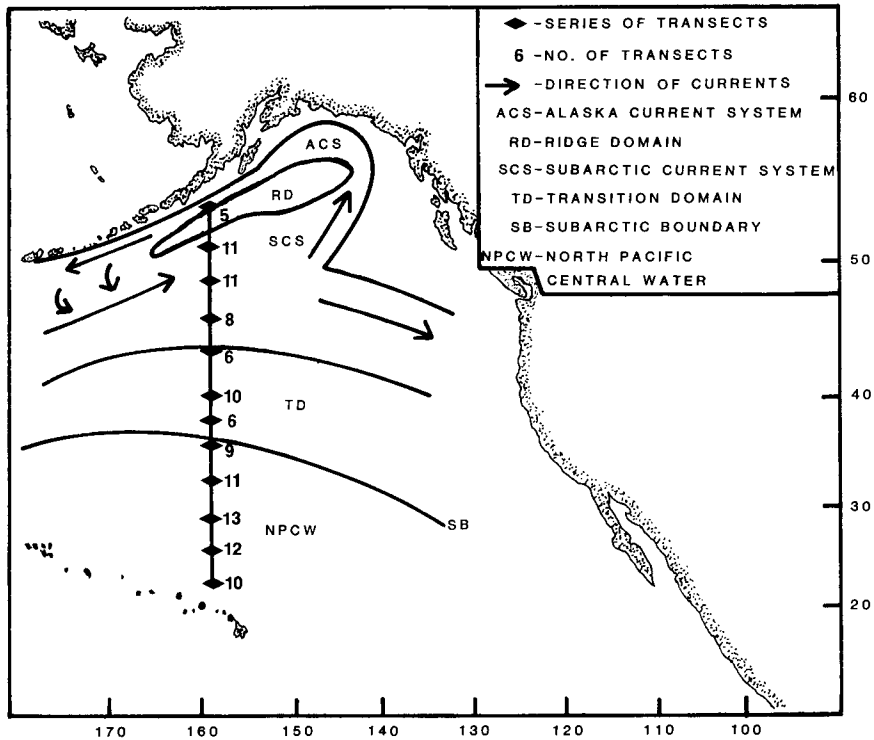 -SERIES OF TRANSECTS
6 -NO. OF TRANSECTS
-DIRECTION OF CURRENTS
ACS-ALASKA CURRENT SYSTEM
RD-RIDGE DOMAIN
SCS-SUBARCTIC CURRENT SYSTEM
TD-TRANSITION DOMAIN
SB-SUBARCTIC BOUNDARY
NPCW-NORTH PACIFIC
CENTRAL WATER
60
ACS
RD
5
SCS
11
50
11
8
6
10
TD
40
6
9
11
30
13
NPCW
SB
12
10
20
170 160 150 140 130 120 110 100